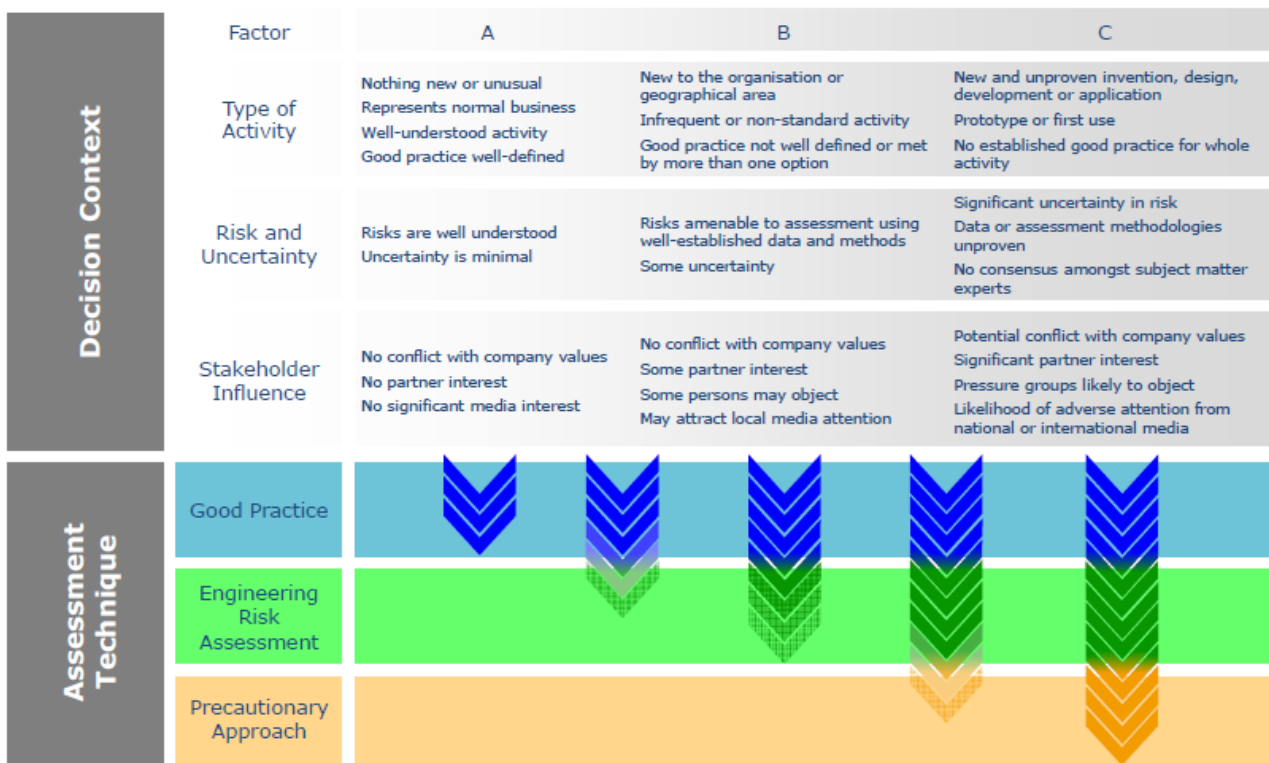 Decision Context
Factor
A
B
C
Type of
Activity
Nothing new or unusual
Represents normal business
Well-understood activity
Good practice well-defined
New to the organisation or
geographical area
Infrequent or non-standard activity
Good practice not well defined or met
by more than one option
New and unproven invention, design,
development or application
Prototype or first use
No established good practice for whole
activity
Risk and
Uncertainty
Risks are well understood
Uncertainty is minimal
Risks amenable to assessment using
well-established data and methods
Some uncertainty
Significant uncertainty in risk
Data or assessment methodologies
unproven
No consensus amongst subject matter
experts
Stakeholder
Influence
No conflict with company values
No partner interest
No significant media interest
No conflict with company values
Some partner interest
Some persons may object
May attract local media attention
Potential conflict with company values
Significant partner interest
Pressure groups likely to object
Likelihood of adverse attention from
national or international media
Assessment
Technique
Good Practice
Engineering
Risk
Assessment
Precautionary
Approach